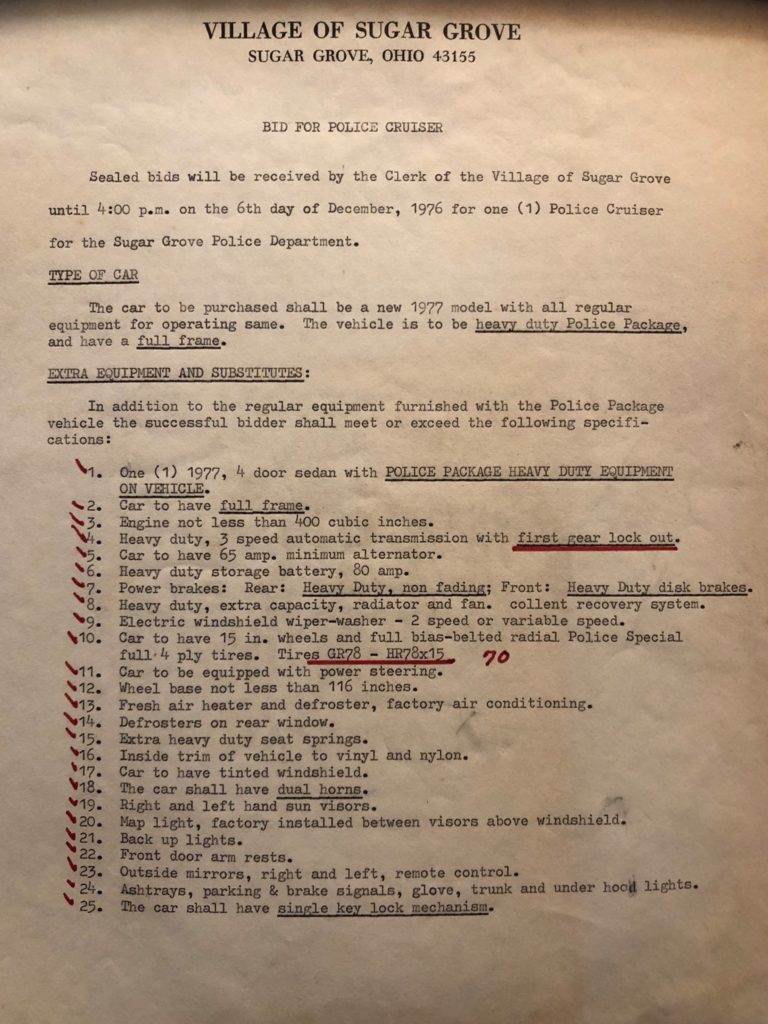 VILLAGE OF SUGAR GROVE
SUGAR GROVE, OHIO 43155
BID FOR POLICE CRUISER
Sealed bids will be received by the Clerk of the Village of Sugar Grove
until 4:00 p.m. on the 6th day of December, 1976 for one (1) Police Cruiser
for the Sugar Grove Police Department.
TYPE OF CAR
The car to be purchased shall be a new 1977 model with all regular
equipment for operating same. The vehicle is to be heavy duty Police Package,
and have a full frame.
EXTRA EQUIPMENT AND SUBSTITUTES:
In addition to the regular equipment furnished with the Police Package
vehicle the successful bidder shall meet or exceed the following specifi-
cations:
1. One (1) 1977, 4 door sedan with POLICE PACKAGE HEAVY DUTY EQUIPMENT
ON VEHICLE.
2. Car to have full frame.
3. Engine not less than 400 cubic inches.
4. Heavy duty, 3 speed automatic transmission with first gear lock out.
5. Car to have 65 amp. minimum alternator.
6. Heavy duty storage battery, 80 amp.
7. Power brakes: Rear: Heavy Duty, non fading; Front: Heavy Duty disk brakes.
8. Heavy duty, extra capacity, radiator and fan. collent recovery system.
9. Electric windshield wiper-washer - 2 speed or variable speed.
10. Car to have 15 in. wheels and full bias-belted radial Police Special
full 4 ply tires. Tires GR78 - HR78x15 70
11. Car to be equipped with power steering.
12. Wheel base not less than 116 inches.
13. Fresh air heater and defroster, factory air conditioning.
14. Defrosters on rear window.
15. Extra heavy duty seat springs.
16. Inside trim of vehicle to vinyl and nylon.
17. Car to have tinted windshield.
18. The car shall have dual horns.
19. Right and left hand sun visors.
20. Map light, factory installed between visors above windshield.
21. Back up lights.
22. Front door arm rests.
23. Outside mirrors, right and left, remote control.
24. Ashtrays, parking & brake signals, glove, trunk and under hood lights.
25. The car shall have single key lock mechanism.